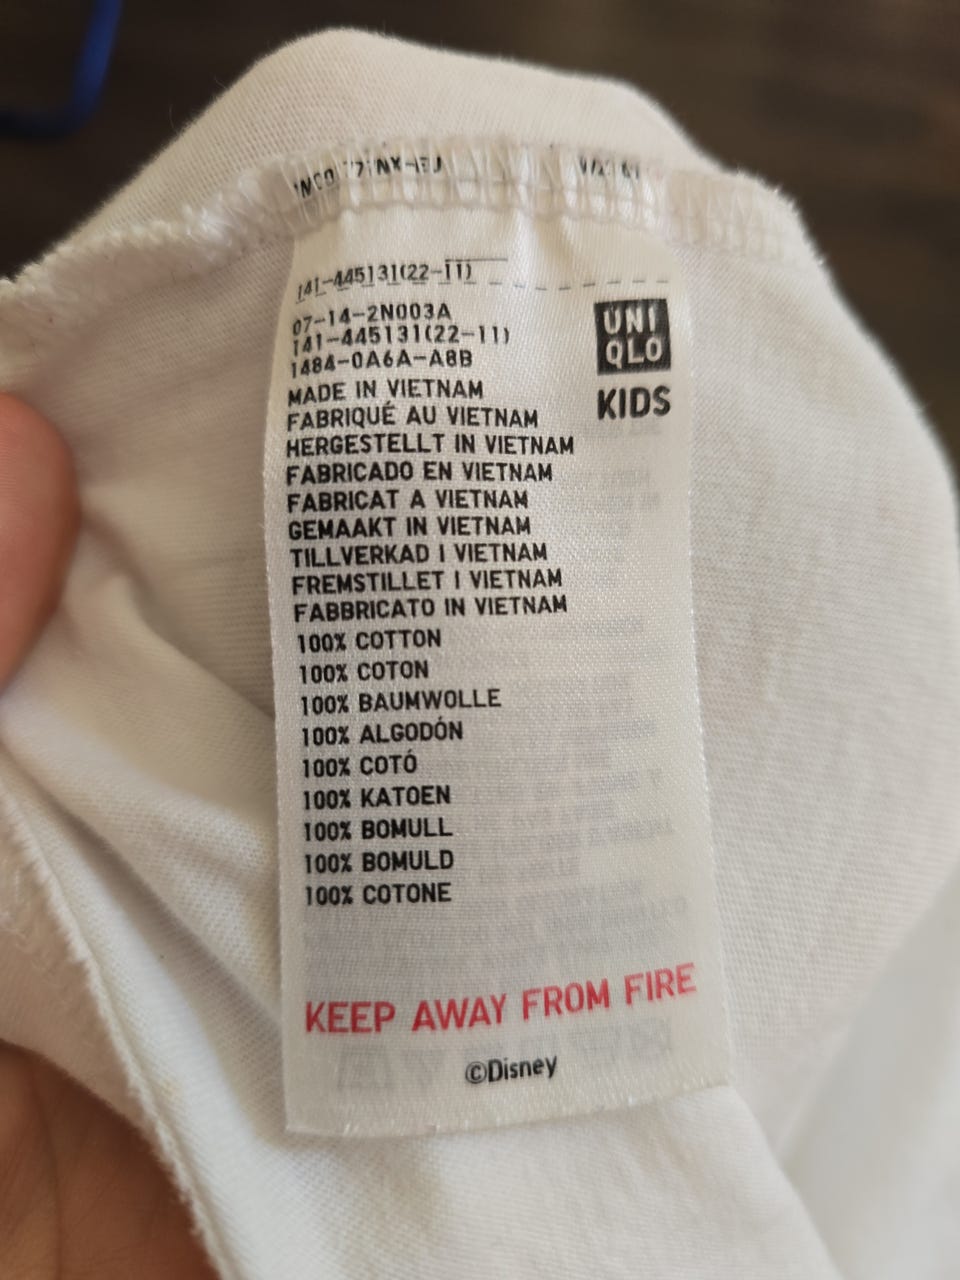 141-445131(22-11)
07-14-2N003A
141-445131(22-11)
1484-0A6A-A8B
UNI
QLO
KIDS
MADE IN VIETNAM
FABRIQUÉ AU VIETNAM
HERGESTELLT IN VIETNAM
FABRICADO EN VIETNAM
FABRICAT A VIETNAM
GEMAAKT IN VIETNAM
TILLVERKAD I VIETNAM
FREMSTILLET I VIETNAM
FABBRICATO IN VIETNAM
100% COTTON
100% COTON
100% BAUMWOLLE
100% ALGODÓN
100% COTÓ
100% KATOEN
100% BOMULL
100% BOMULD
100% COTONE
KEEP AWAY FROM FIRE
©Disney